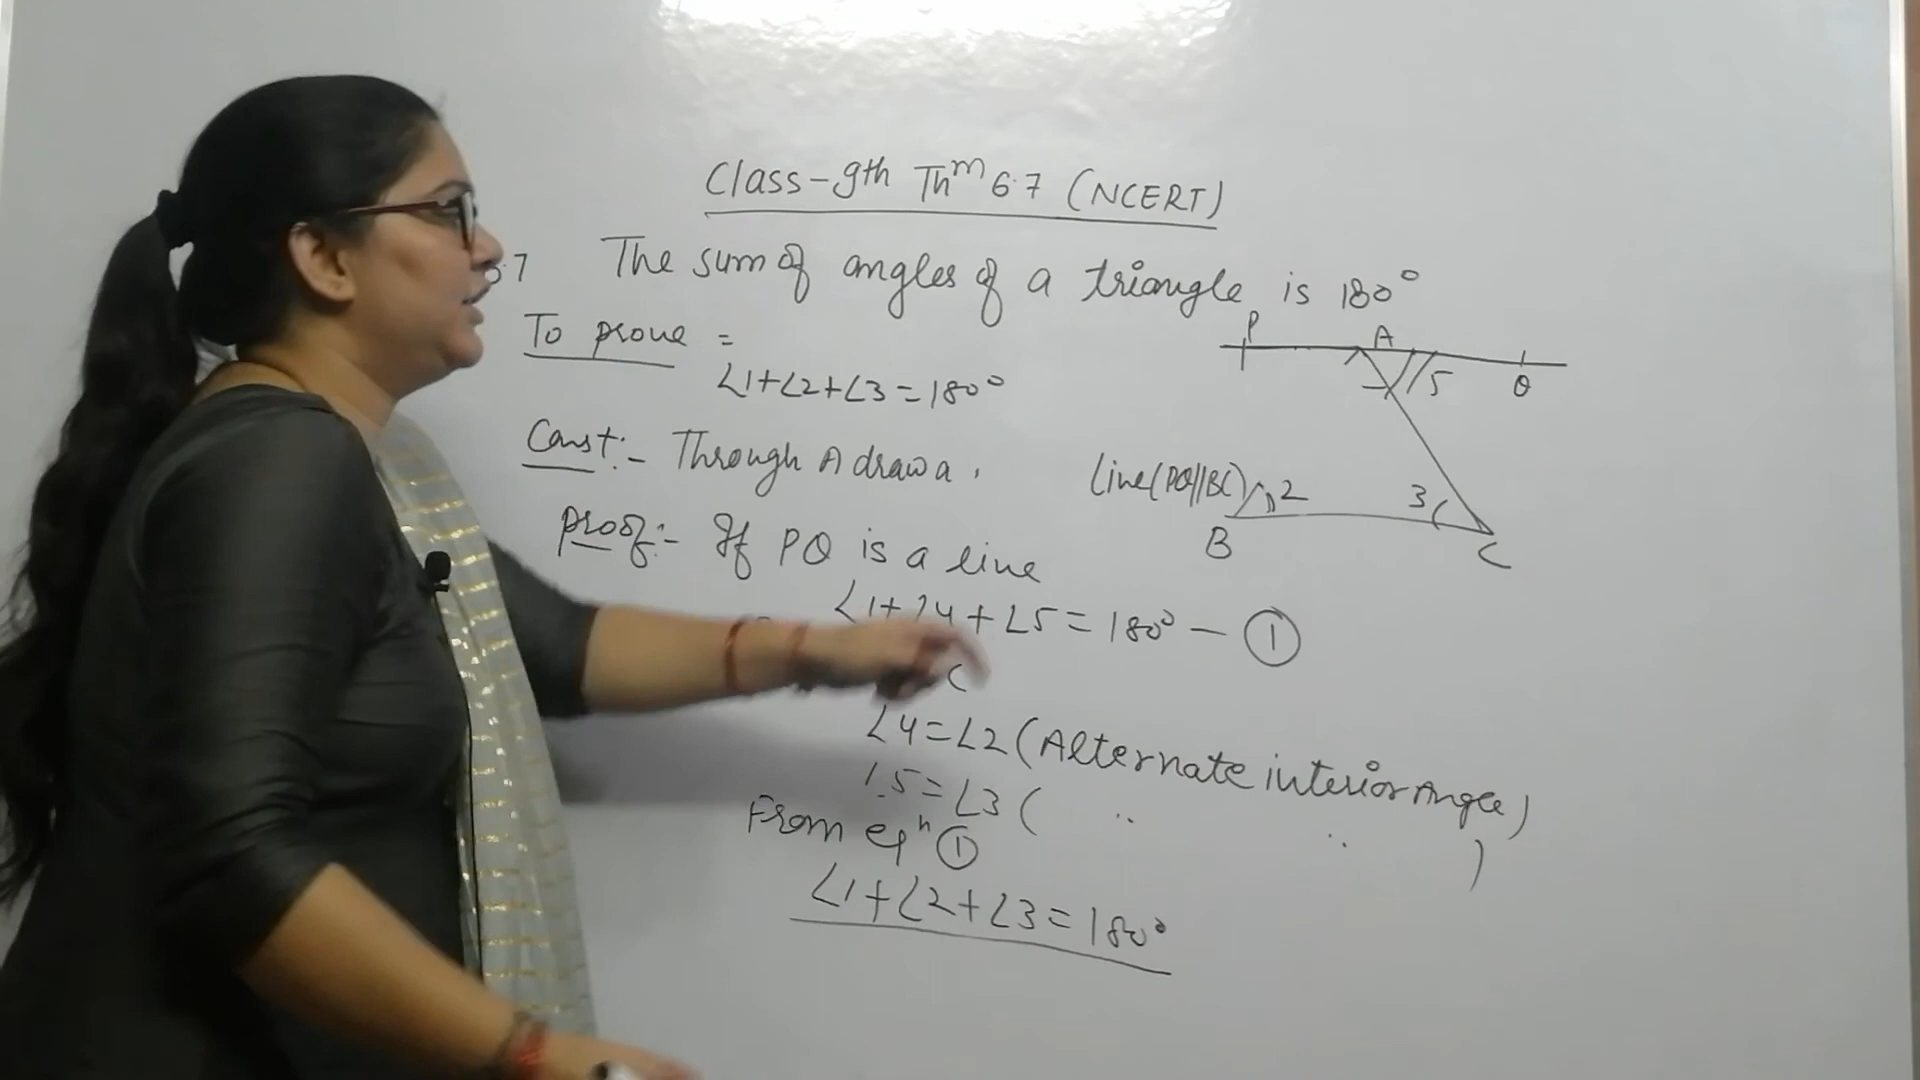 Class-9th Thm 6.7 (NCERT)
6.7 The sum of angles of a triangle is 180°
To prove =
∠1+∠2+∠3=180°
P A
5 Q
Const:- Through A draw a line (PQ||BC)
2 3
B C
Proof:- If PQ is a line
∠1+∠4+∠5=180° — ①
∠4=∠2 (Alternate interior Angle)
∠5=∠3 ( .. .. )
From eqn ①
∠1+∠2+∠3=180°